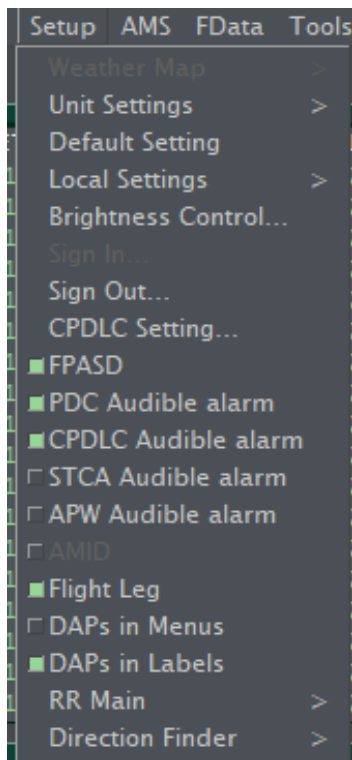 Setup AMS FData Tools
Weather Map >
Unit Settings >
Default Setting
Local Settings >
Brightness Control...
Sign In...
Sign Out...
CPDLC Setting...
FPASD
PDC Audible alarm
CPDLC Audible alarm
STCA Audible alarm
APW Audible alarm
AMID
Flight Leg
DAPs in Menus
DAPs in Labels
RR Main >
Direction Finder >